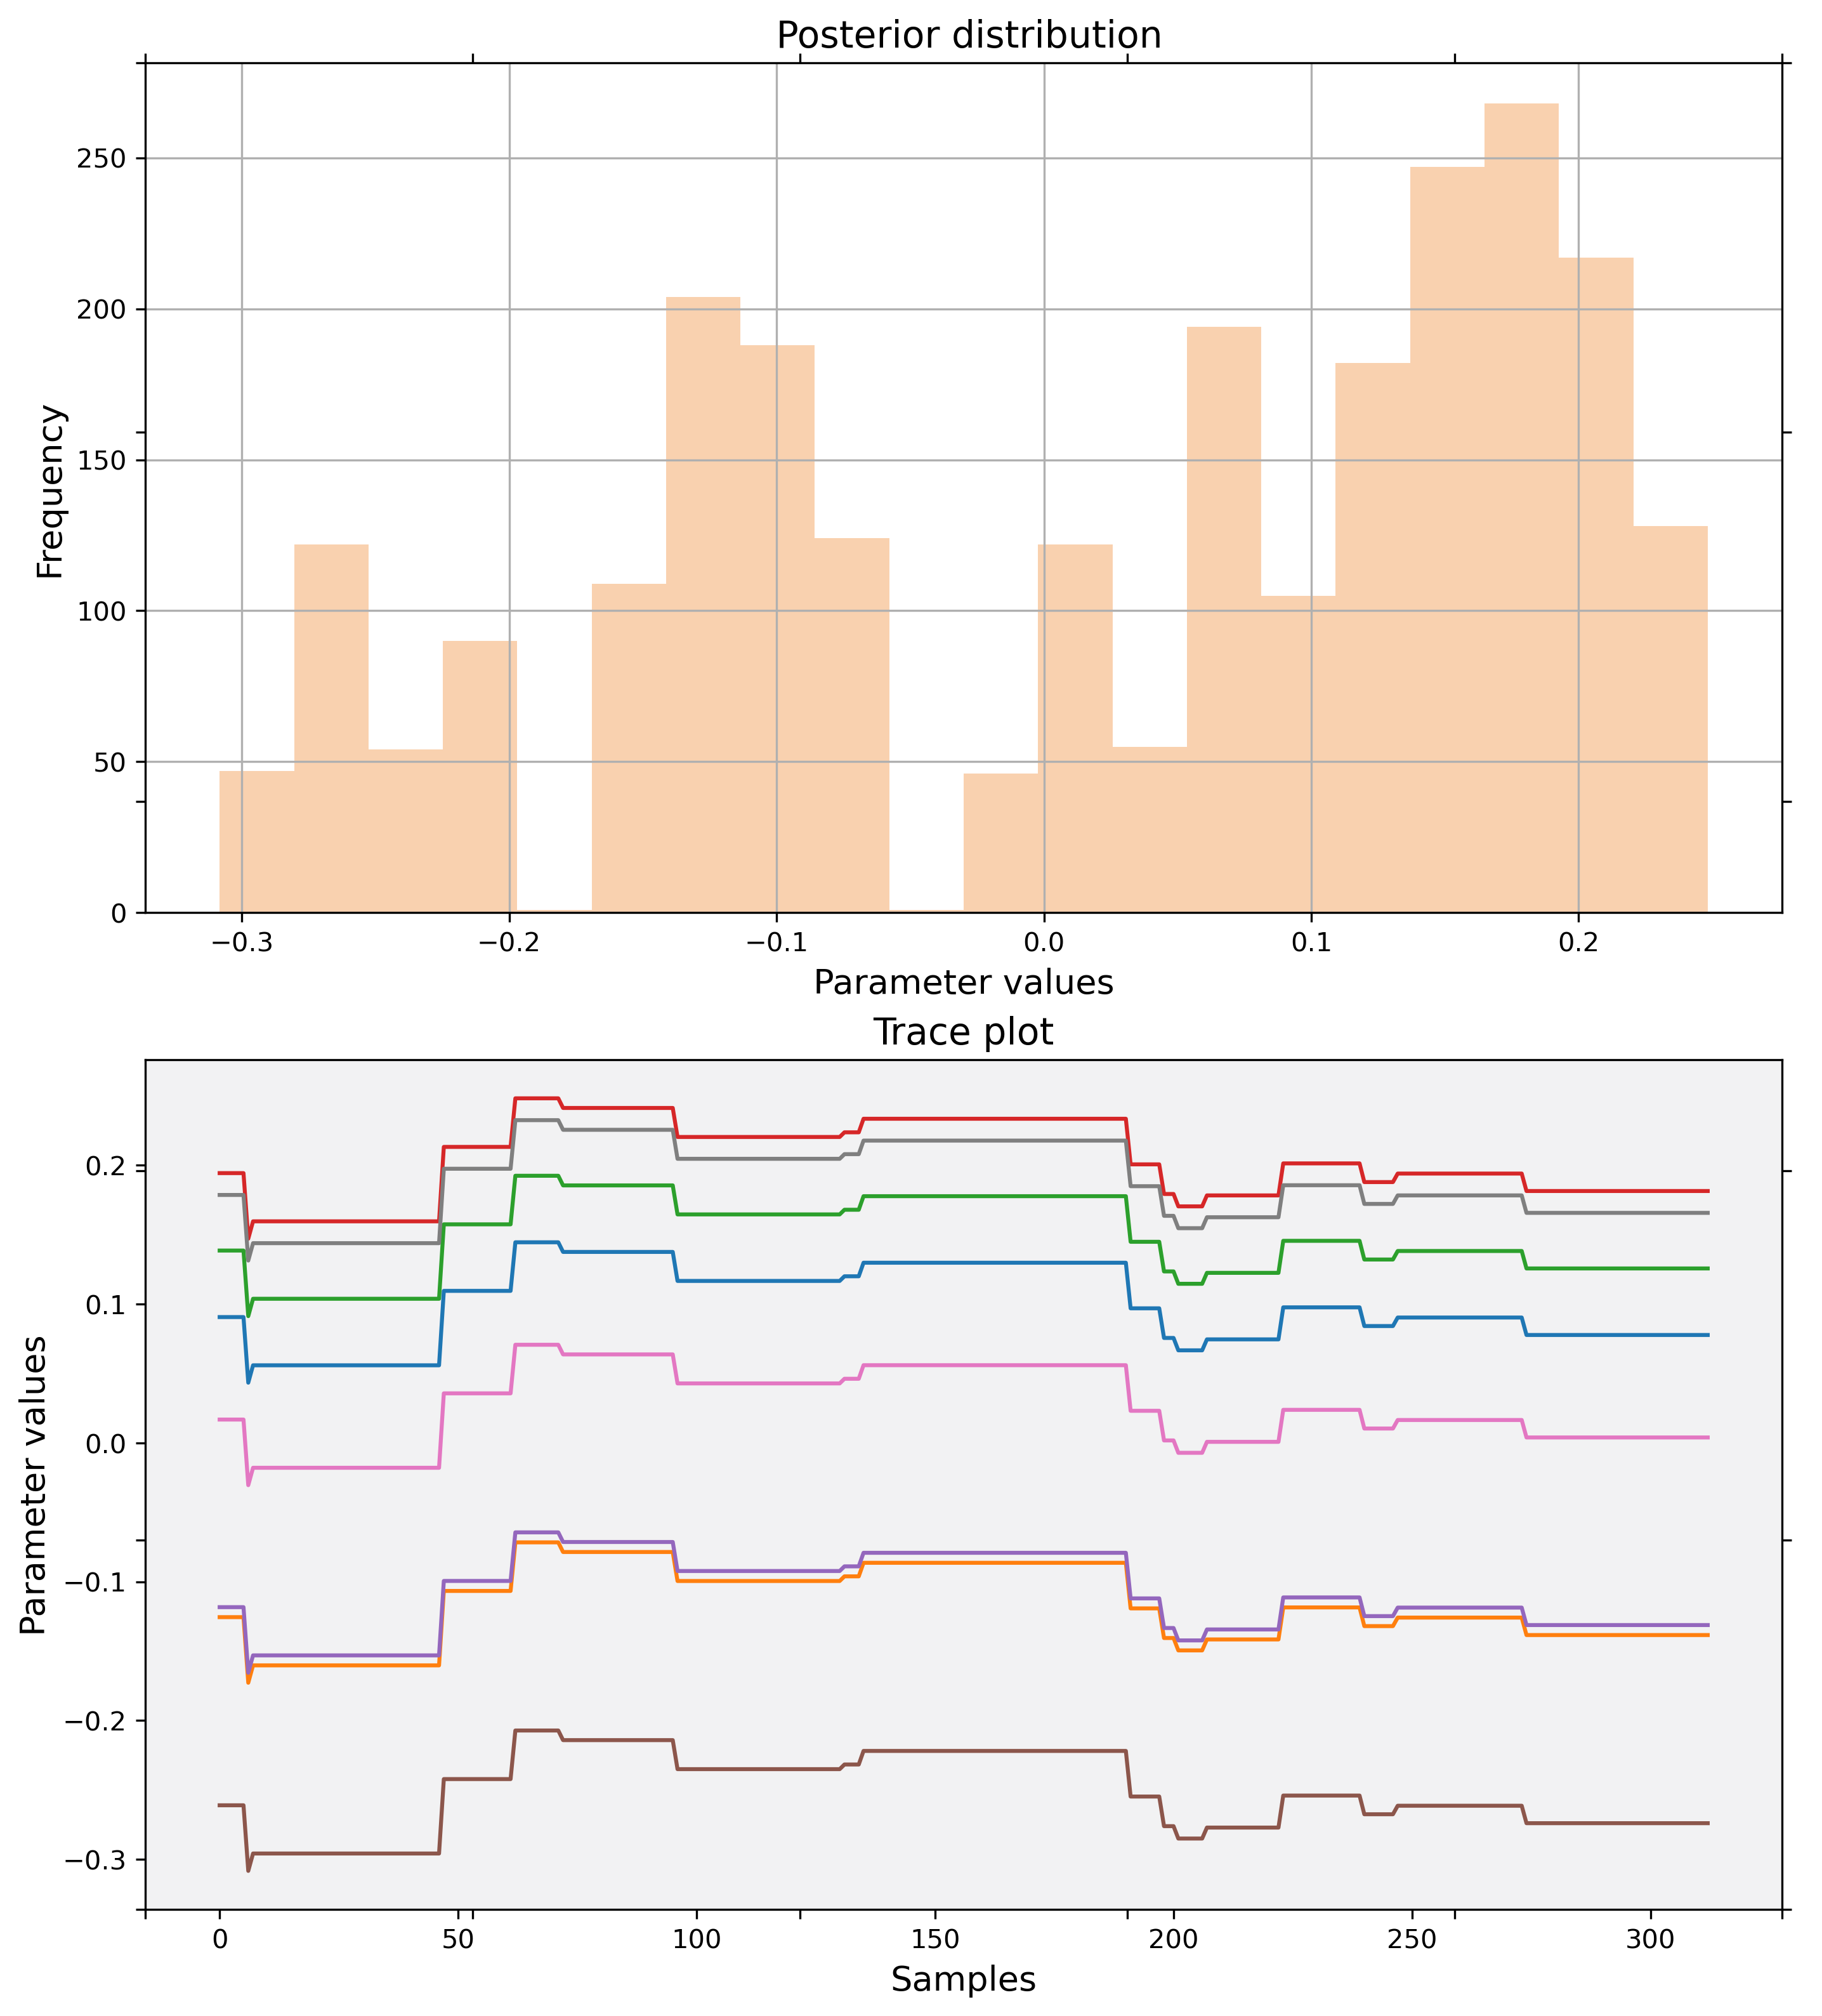 Posterior distribution
250
200
150
100
50
0
Frequency
−0.3 −0.2 −0.1 0.0 0.1 0.2
Parameter values
Trace plot
0.2
0.1
0.0
−0.1
−0.2
−0.3
Parameter values
0 50 100 150 200 250 300
Samples